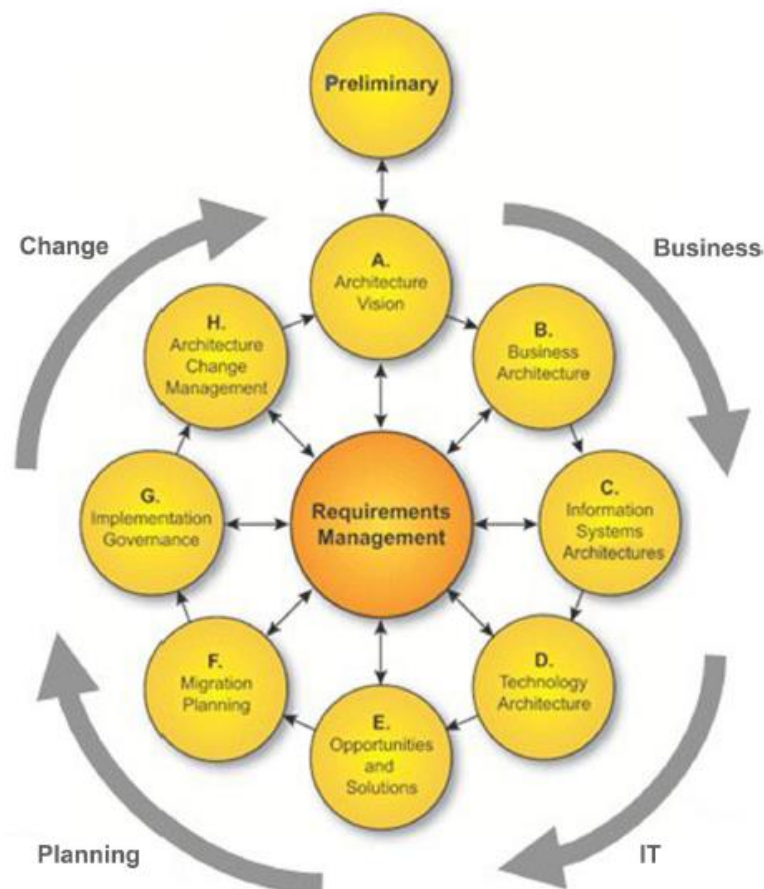 Preliminary
Change
Business
A.
Architecture
Vision
H.
Architecture
Change
Management
B.
Business
Architecture
G.
Implementation
Governance
Requirements
Management
C.
Information
Systems
Architectures
F.
Migration
Planning
D.
Technology
Architecture
E.
Opportunities
and
Solutions
Planning
IT